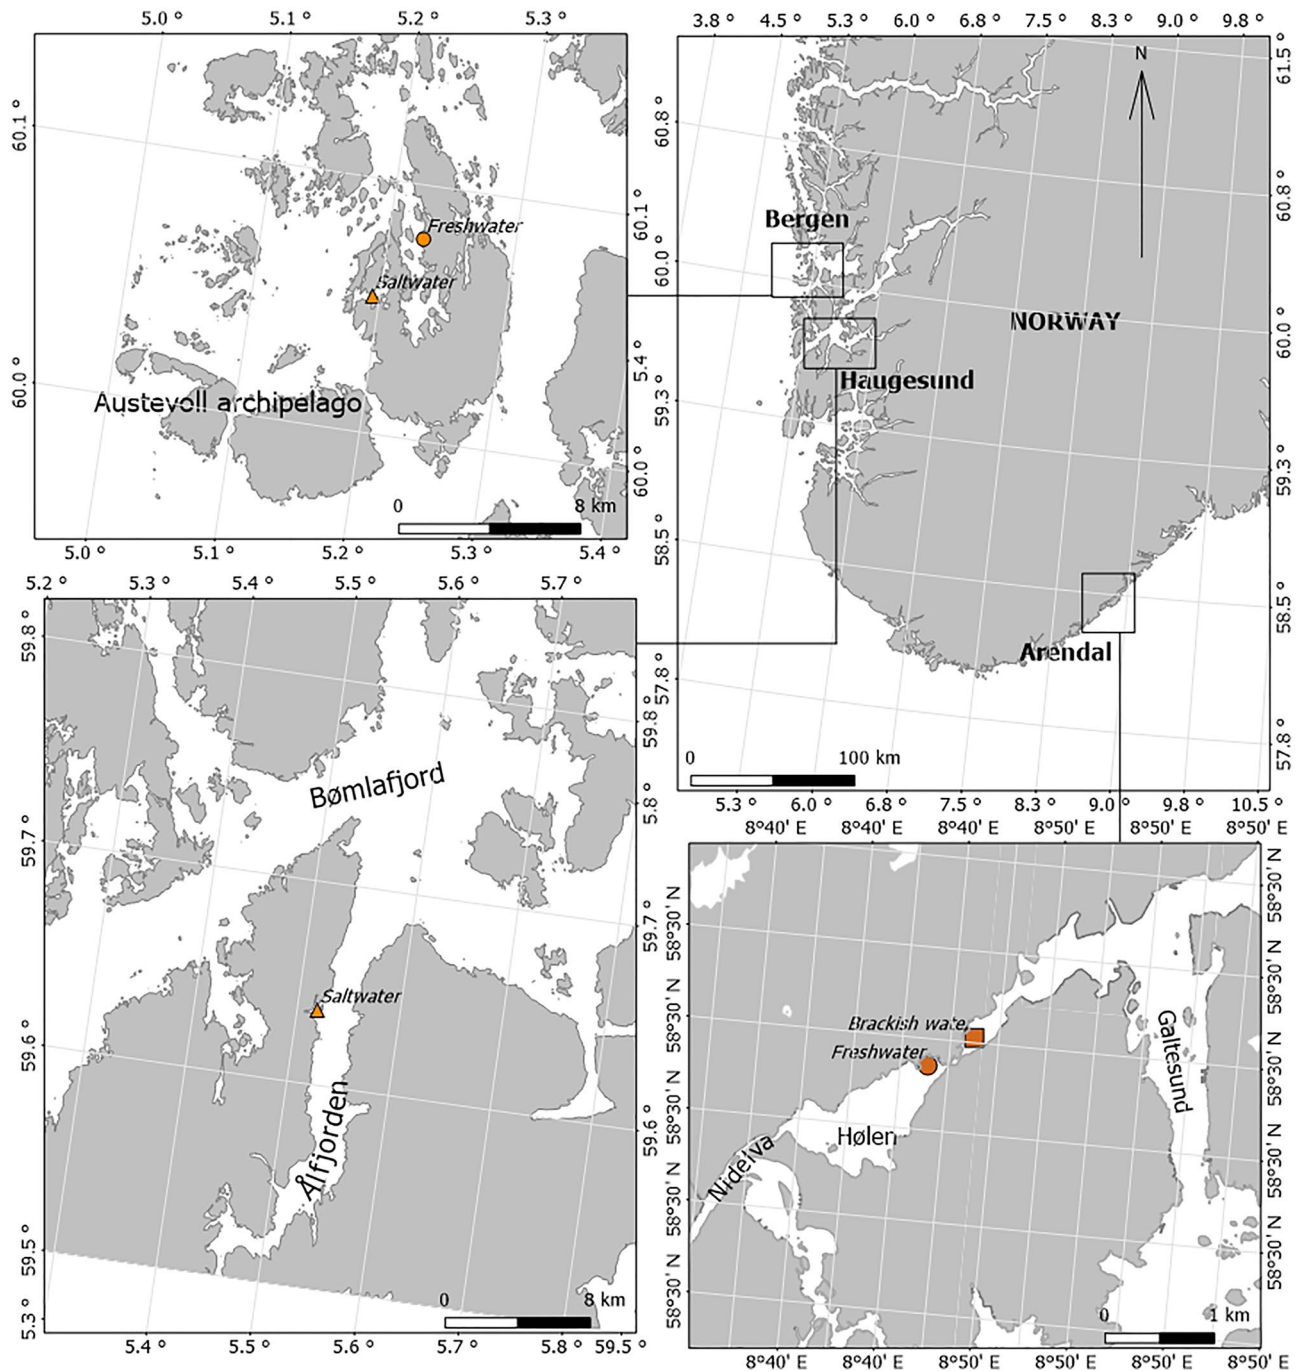 5.0 ° 5.1 ° 5.2 ° 5.3 °
60.1 °
60.0 °
60.1 °
5.4 °
60.0 °
Freshwater
Saltwater
Austevoll archipelago
0 8 km
5.0 ° 5.1 ° 5.2 ° 5.3 ° 5.4 °
3.8 ° 4.5 ° 5.3 ° 6.0 ° 6.8 ° 7.5 ° 8.3 ° 9.0 ° 9.8 °
60.8 °
60.0 °
59.3 °
58.5 °
57.8 °
61.5 °
60.8 °
60.0 °
59.3 °
58.5 °
57.8 °
N
Bergen
NORWAY
Haugesund
Arendal
0 100 km
5.3 ° 6.0 ° 6.8 ° 7.5 ° 8.3 ° 9.0 ° 9.8 ° 10.5 °
5.2 ° 5.3 ° 5.4 ° 5.5 ° 5.6 ° 5.7 °
59.8 °
59.7 °
59.6 °
59.5 °
5.3 °
59.8 °
5.8 °
59.7 °
59.6 °
Bømlafjord
Saltwater
Ålfjorden
0 8 km
5.4 ° 5.5 ° 5.6 ° 5.7 ° 59.5 °
8°40' E 8°40' E 8°40' E 8°50' E 8°50' E 8°50' E
58°30' N
58°30' N
58°30' N
58°30' N
58°30' N
58°30' N
58°30' N
58°30' N
58°30' N
58°30' N
Brackish wate
Freshwater
Hølen
Nidelva
Galtesund
0 1 km
8°40' E 8°40' E 8°50' E 8°50' E 8°50' E 8°50' E